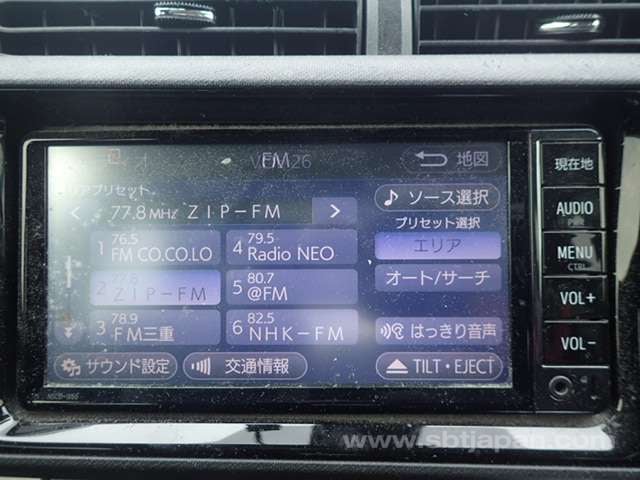 FM
地図
エリアプリセット
ソース選択
現在地
77.8 MHz ZIP-FM
プリセット選択
AUDIO
PWR
1 76.5 FM CO.CO.LO
4 79.5 Radio NEO
エリア
MENU
CTRL
2 ZIP-FM
5 80.7 @FM
オート/サーチ
VOL+
3 78.9 FM三重
6 82.5 NHK-FM
はっきり音声
VOL-
サウンド設定
交通情報
TILT・EJECT
www.sbtjapan.com